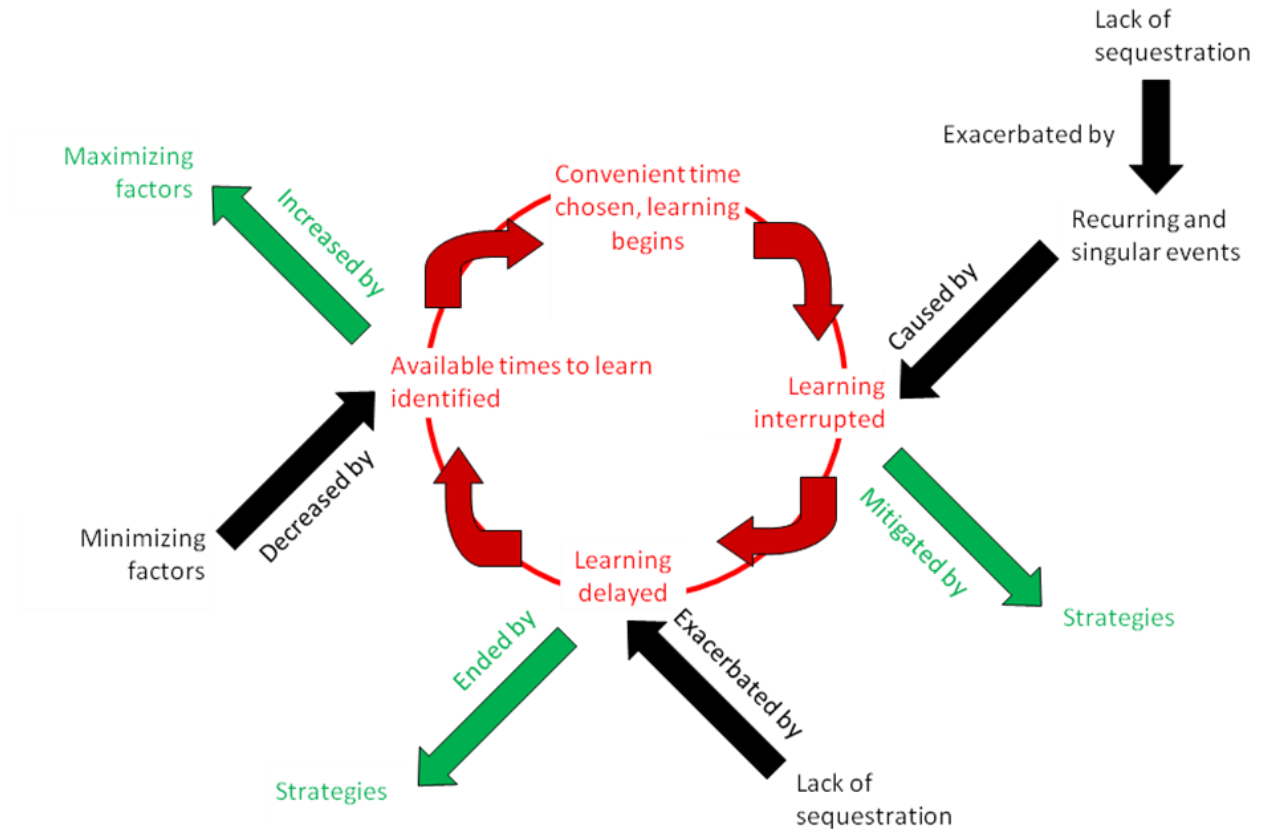 Lack of
sequestration
Exacerbated by
Recurring and
singular events
Maximizing
factors
Increased by
Convenient time
chosen, learning
begins
Caused by
Available times to learn
identified
Learning
interrupted
Minimizing
factors
Decreased by
Learning
delayed
Mitigated by
Strategies
Ended by
Exacerbated by
Strategies
Lack of
sequestration